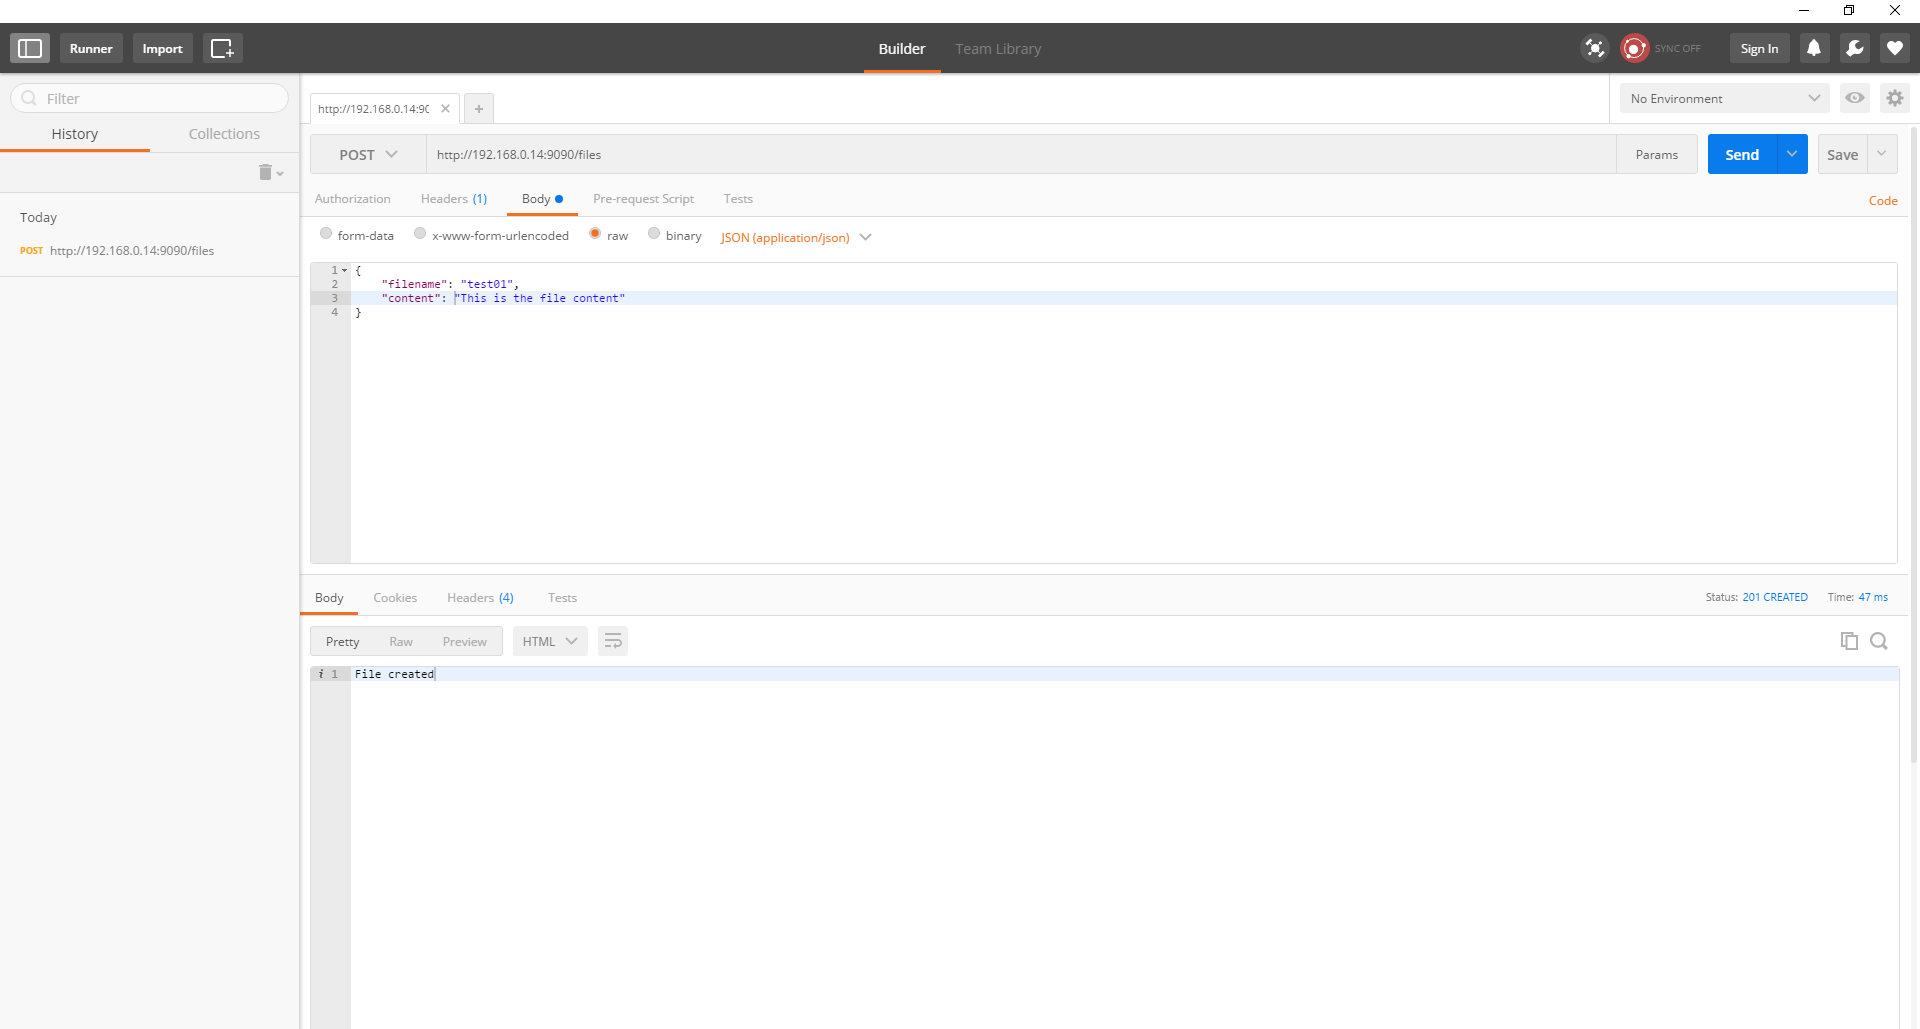 Runner
Import
Builder
Team Library
SYNC OFF
Sign In
Filter
History
Collections
Today
POST http://192.168.0.14:9090/files
http://192.168.0.14:90
No Environment
POST
http://192.168.0.14:9090/files
Params
Send
Save
Authorization
Headers (1)
Body
Pre-request Script
Tests
Code
form-data
x-www-form-urlencoded
raw
binary
JSON (application/json)
1 {
2 "filename": "test01",
3 "content": "This is the file content"
4 }
Body
Cookies
Headers (4)
Tests
Status: 201 CREATED
Time: 47 ms
Pretty
Raw
Preview
HTML
i 1 File created